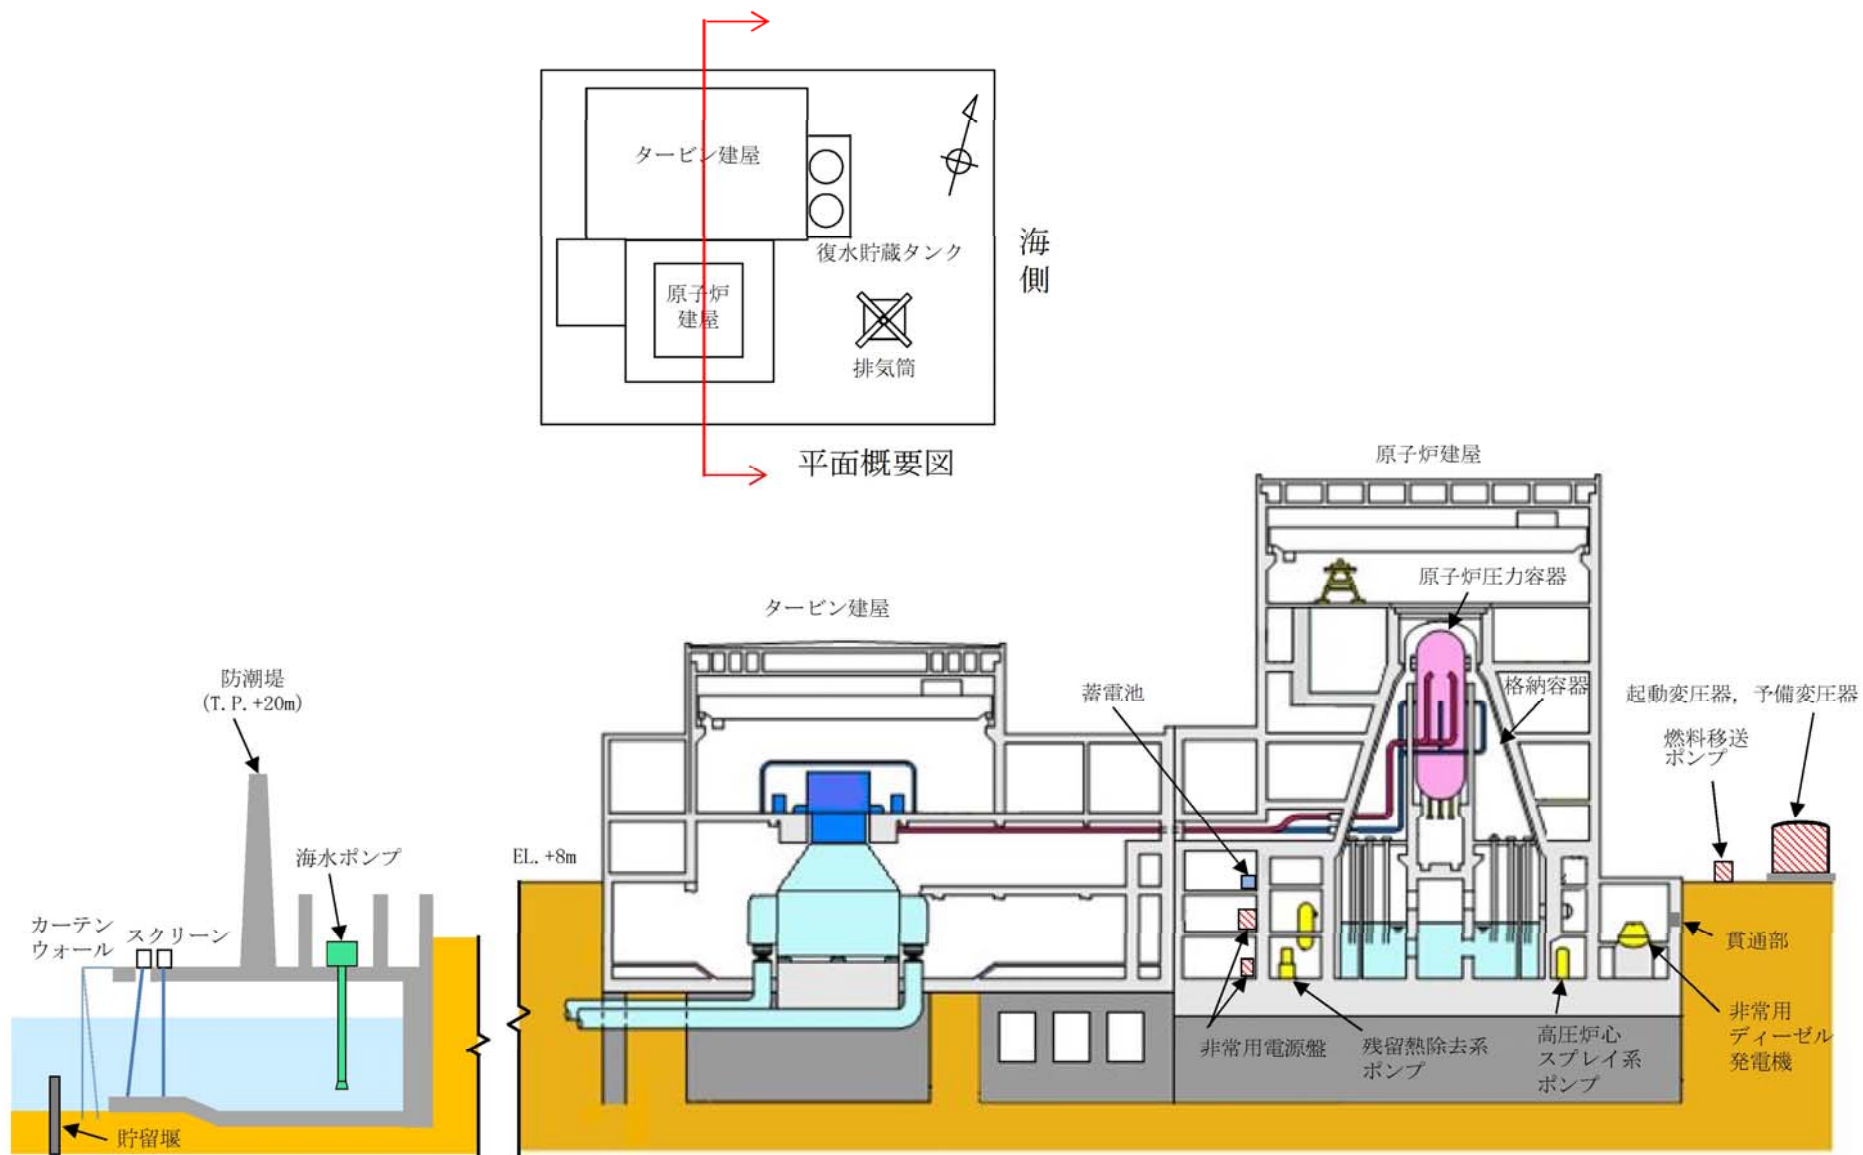 タービン建屋
復水貯蔵タンク
原子炉
建屋
排気筒
海
側
平面概要図
原子炉建屋
原子炉圧力容器
タービン建屋
防潮堤
(T.P.+20m)
蓄電池
格納容器
起動変圧器，予備変圧器
燃料移送
ポンプ
海水ポンプ
EL.+8m
カーテン
ウォール
スクリーン
貫通部
非常用電源盤
残留熱除去系
ポンプ
高圧炉心
スプレイ系
ポンプ
非常用
ディーゼル
発電機
貯留堰